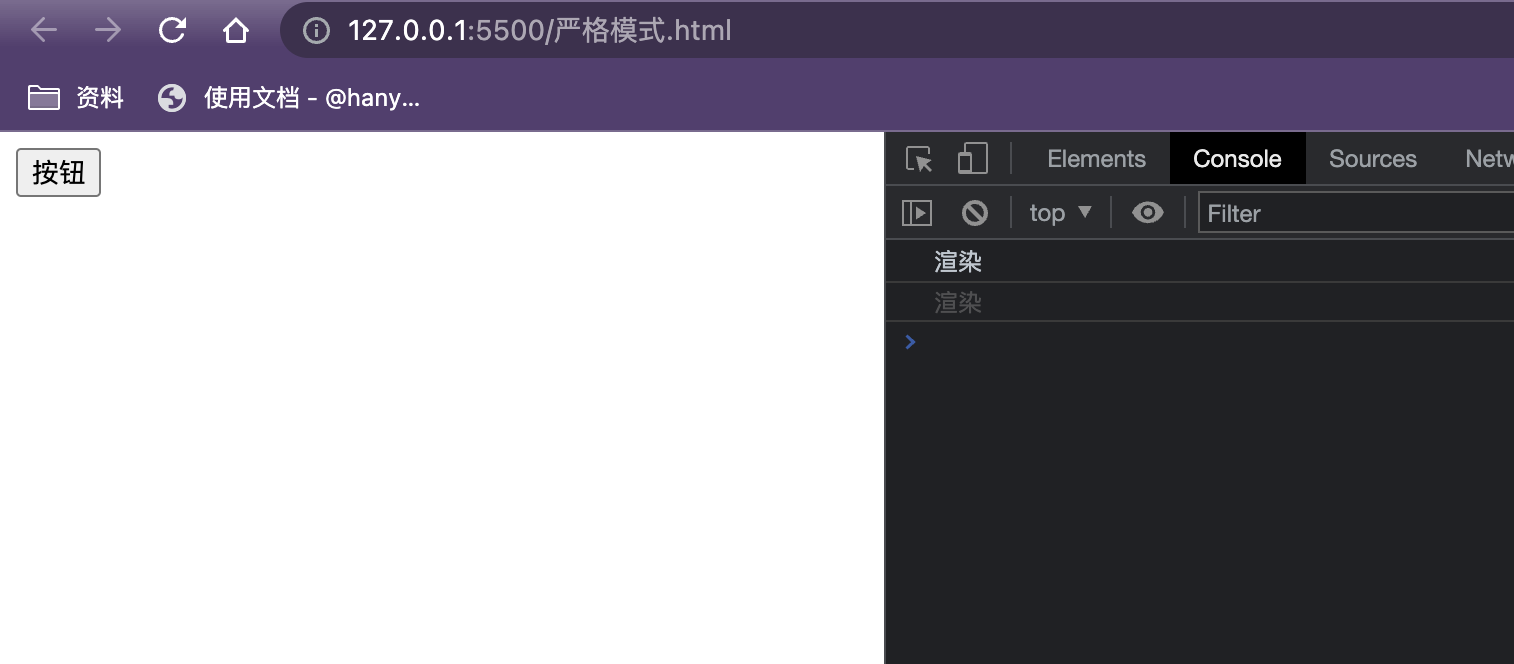 127.0.0.1:5500/严格模式.html
资料 使用文档 - @hany...
按钮
Elements Console Sources Netw
top Filter
渲染
渲染